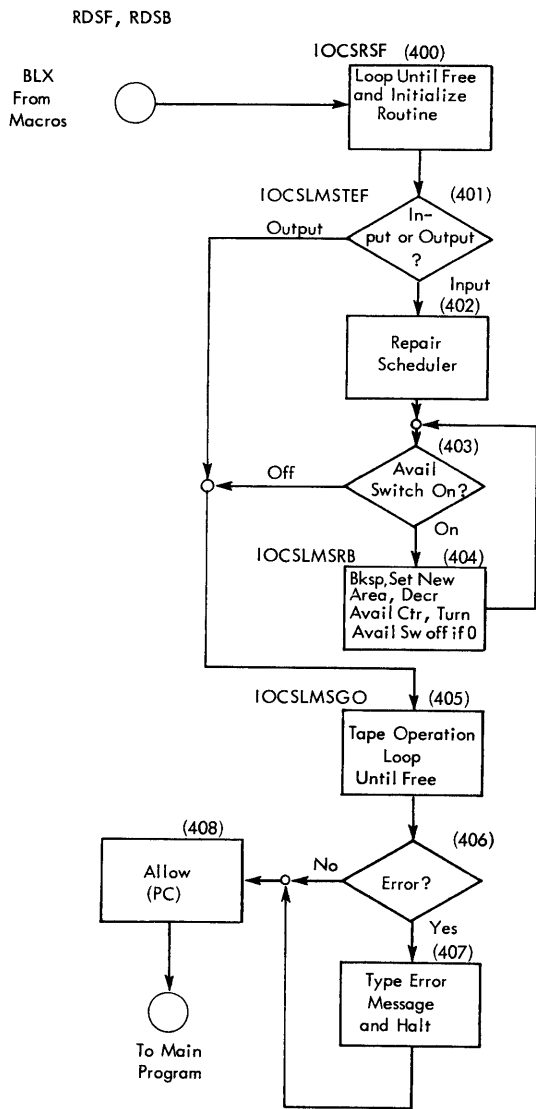 RDSF, RDSB
IOCSRSF (400)
BLX
From
Macros
Loop Until Free
and Initialize
Routine
IOCSLMSTEF (401)
In-
put or Output
?
Output
Input
(402)
Repair
Scheduler
(403)
Avail
Switch On?
Off
On
IOCSLMSRB (404)
Bksp,Set New
Area, Decr
Avail Ctr, Turn
Avail Sw off if 0
IOCSLMSGO (405)
Tape Operation
Loop
Until Free
(406)
Error?
No
Yes
(408)
Allow
(PC)
(407)
Type Error
Message
and Halt
To Main
Program